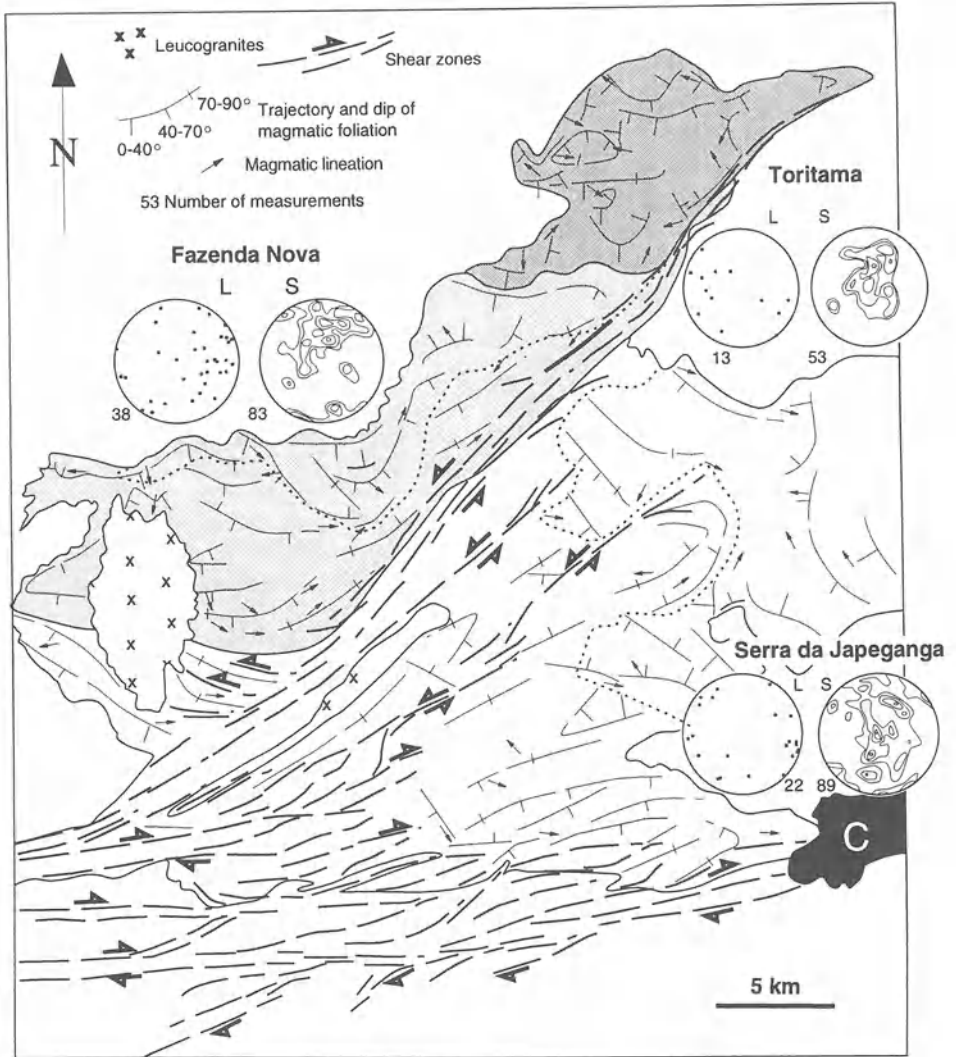 x x
x
Leucogranites
Shear zones
N
70-90°
40-70°
0-40°
Trajectory and dip of
magmatic foliation
Magmatic lineation
53 Number of measurements
Fazenda Nova
L S
38 83
Toritama
L S
13 53
x
x
x
x
x
x
x
x
x
x
Serra da Japeganga
L S
22 89
C
5 km